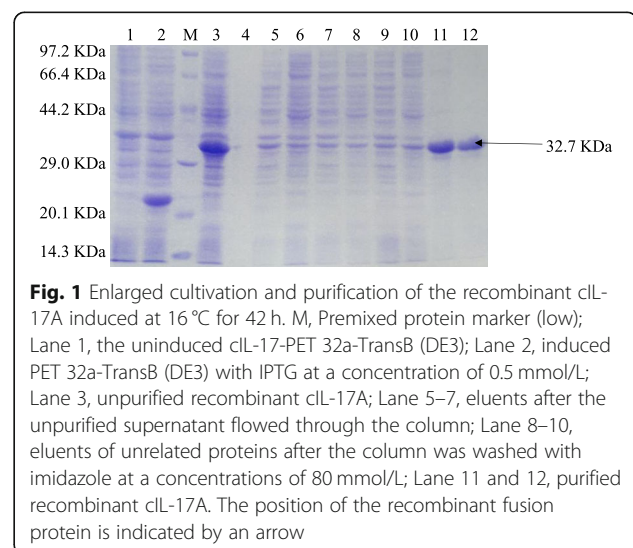 1 2 M 3 4 5 6 7 8 9 10 11 12
97.2 KDa
66.4 KDa
44.2 KDa
32.7 KDa
29.0 KDa
20.1 KDa
14.3 KDa
Fig. 1 Enlarged cultivation and purification of the recombinant cIL-
17A induced at 16 °C for 42 h. M, Premixed protein marker (low);
Lane 1, the uninduced cIL-17-PET 32a-TransB (DE3); Lane 2, induced
PET 32a-TransB (DE3) with IPTG at a concentration of 0.5 mmol/L;
Lane 3, unpurified recombinant cIL-17A; Lane 5–7, eluents after the
unpurified supernatant flowed through the column; Lane 8–10,
eluents of unrelated proteins after the column was washed with
imidazole at a concentrations of 80 mmol/L; Lane 11 and 12, purified
recombinant cIL-17A. The position of the recombinant fusion
protein is indicated by an arrow